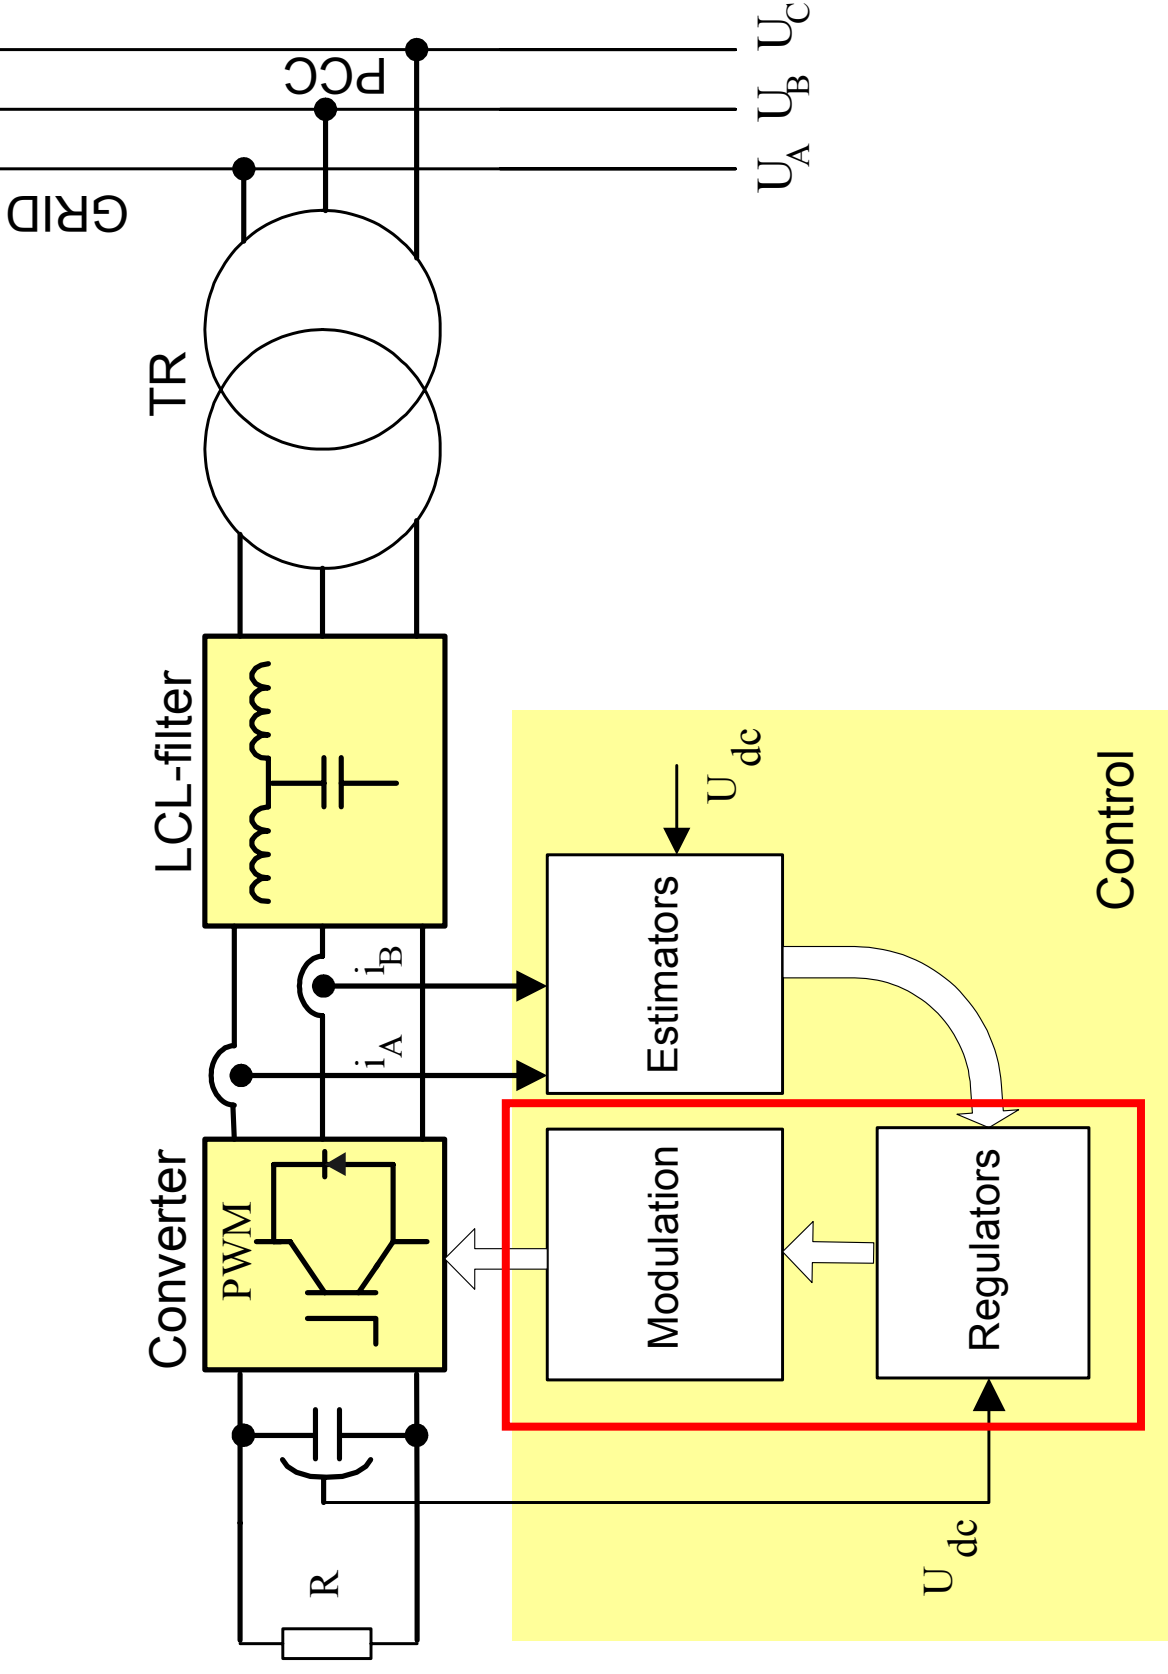 GRID
PCC
U_A
U_B
U_C
TR
LCL-filter
Converter
PWM
R
i_A
i_B
Estimators
U_dc
Modulation
Regulators
U_dc
Control